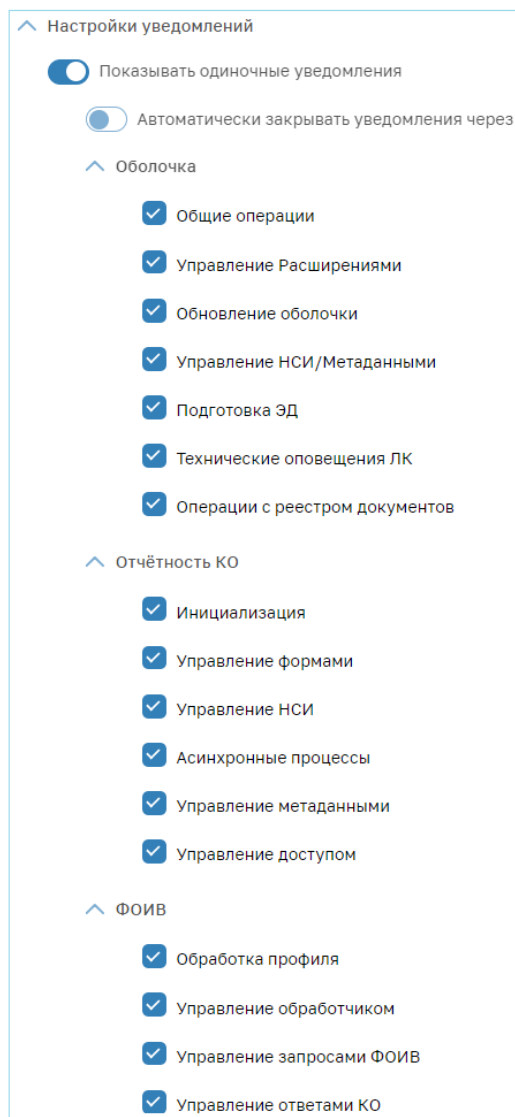 Настройки уведомлений
Показывать одиночные уведомления
Автоматически закрывать уведомления через
Оболочка
Общие операции
Управление Расширениями
Обновление оболочки
Управление НСИ/Метаданными
Подготовка ЭД
Технические оповещения ЛК
Операции с реестром документов
Отчётность КО
Инициализация
Управление формами
Управление НСИ
Асинхронные процессы
Управление метаданными
Управление доступом
ФОИВ
Обработка профиля
Управление обработчиком
Управление запросами ФОИВ
Управление ответами КО